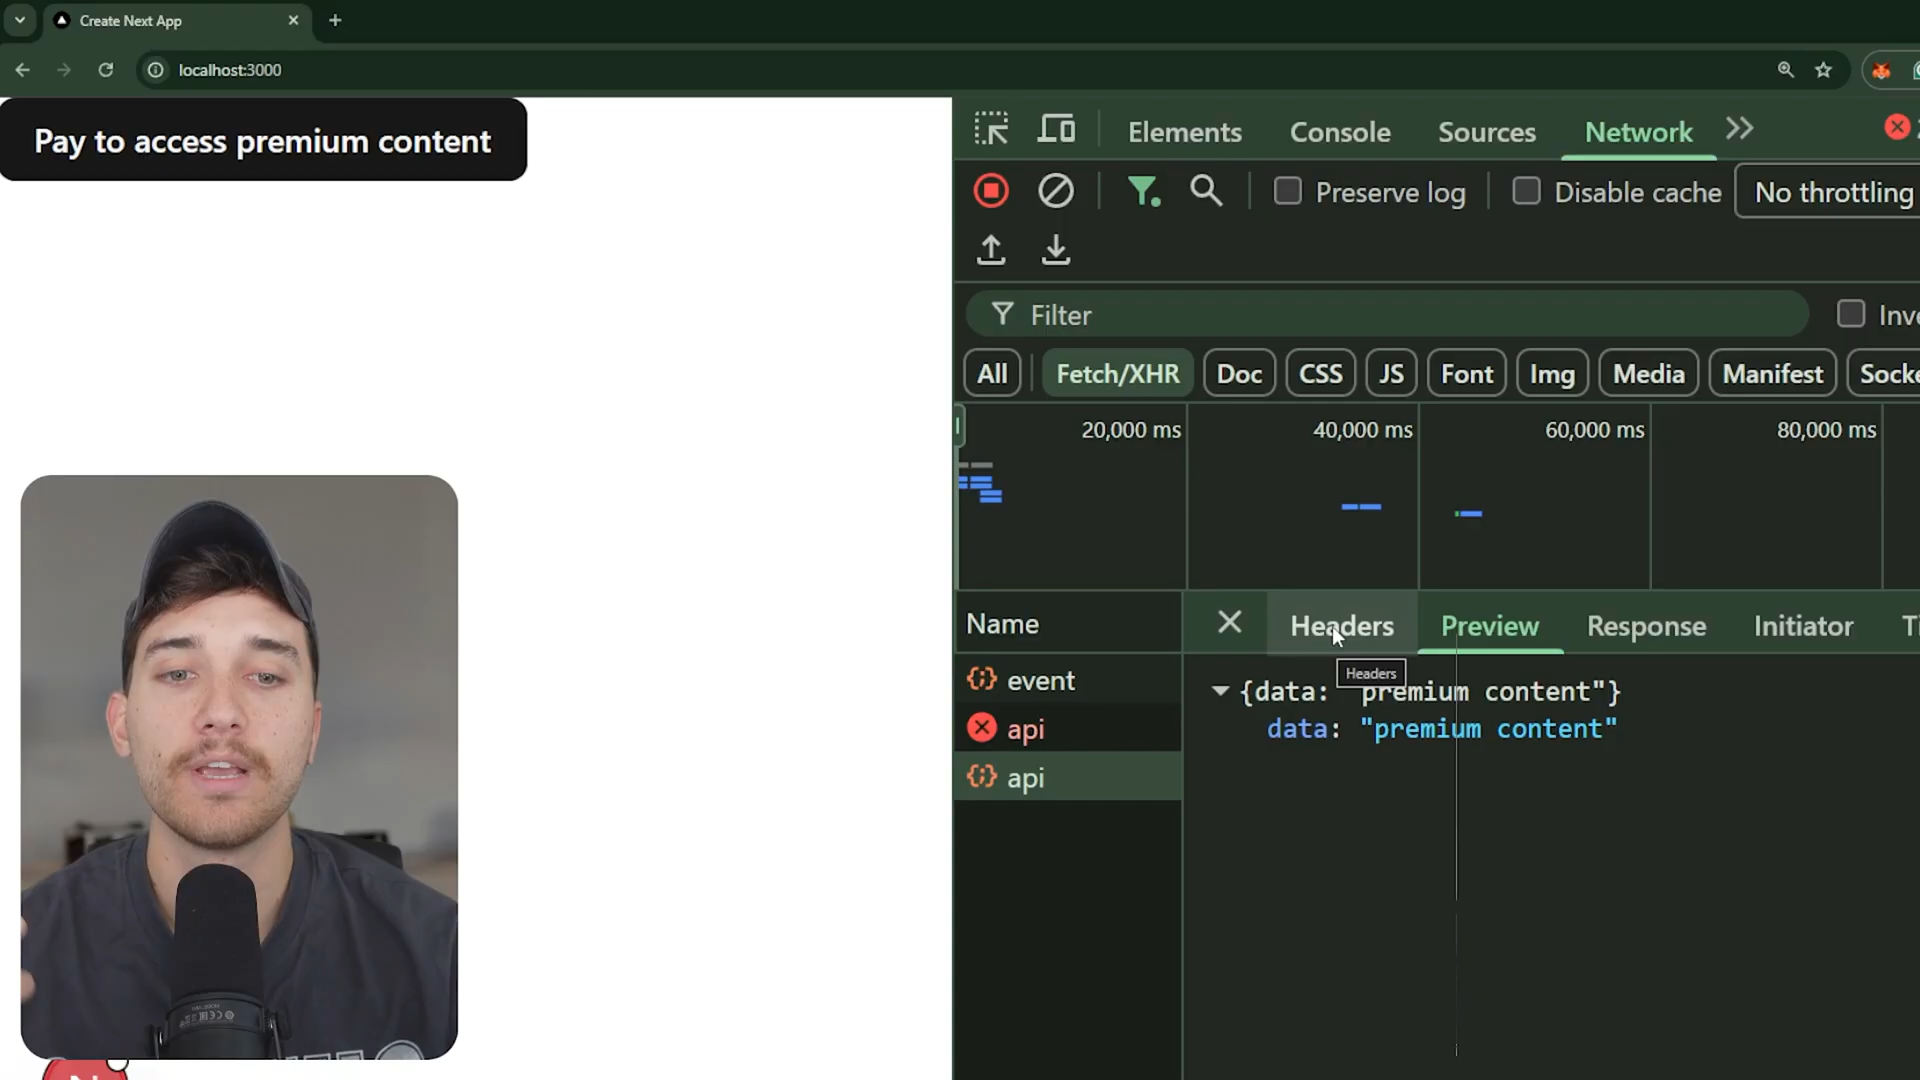 Create Next App
localhost:3000
Pay to access premium content
Elements Console Sources Network
Preserve log Disable cache No throttling
Filter Inve
All Fetch/XHR Doc CSS JS Font Img Media Manifest Socke
20,000 ms 40,000 ms 60,000 ms 80,000 ms
Name Headers Preview Response Initiator Ti
Headers
event {data: "premium content"}
api data: "premium content"
api